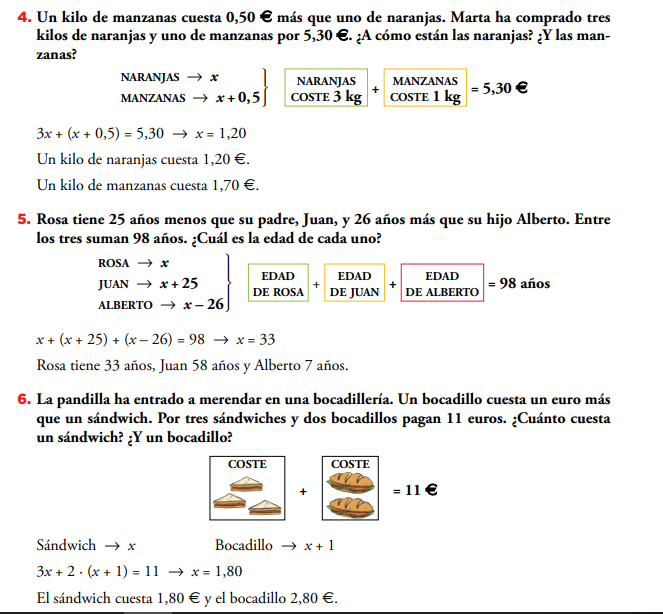 4. Un kilo de manzanas cuesta 0,50 € más que uno de naranjas. Marta ha comprado tres
kilos de naranjas y uno de manzanas por 5,30 €. ¿A cómo están las naranjas? ¿Y las man-
zanas?
NARANJAS → x
MANZANAS → x + 0,5
NARANJAS
COSTE 3 kg
+
MANZANAS
COSTE 1 kg
= 5,30 €
3x + (x + 0,5) = 5,30 → x = 1,20
Un kilo de naranjas cuesta 1,20 €.
Un kilo de manzanas cuesta 1,70 €.
5. Rosa tiene 25 años menos que su padre, Juan, y 26 años más que su hijo Alberto. Entre
los tres suman 98 años. ¿Cuál es la edad de cada uno?
ROSA → x
JUAN → x + 25
ALBERTO → x – 26
EDAD
DE ROSA
+
EDAD
DE JUAN
+
EDAD
DE ALBERTO
= 98 años
x + (x + 25) + (x – 26) = 98 → x = 33
Rosa tiene 33 años, Juan 58 años y Alberto 7 años.
6. La pandilla ha entrado a merendar en una bocadillería. Un bocadillo cuesta un euro más
que un sándwich. Por tres sándwiches y dos bocadillos pagan 11 euros. ¿Cuánto cuesta
un sándwich? ¿Y un bocadillo?
COSTE
+
COSTE
= 11 €
Sándwich → x Bocadillo → x + 1
3x + 2 · (x + 1) = 11 → x = 1,80
El sándwich cuesta 1,80 € y el bocadillo 2,80 €.